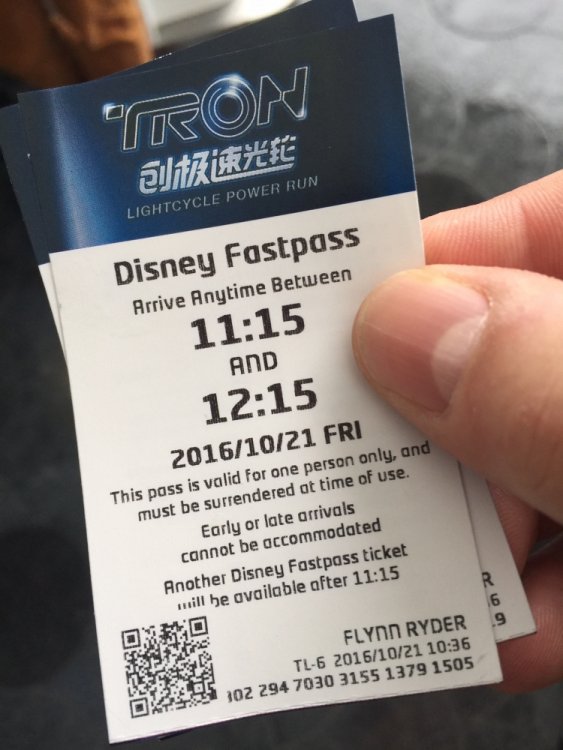 TRON
创极速光轮
LIGHTCYCLE POWER RUN
Disney Fastpass
Arrive Anytime Between
11:15
AND
12:15
2016/10/21 FRI
This pass is valid for one person only, and
must be surrendered at time of use.
Early or late arrivals
cannot be accommodated
Another Disney Fastpass ticket
will be available after 11:15
FLYNN RYDER
TL-6 2016/10/21 10:36
302 294 7030 3155 1379 1505
R
6
19